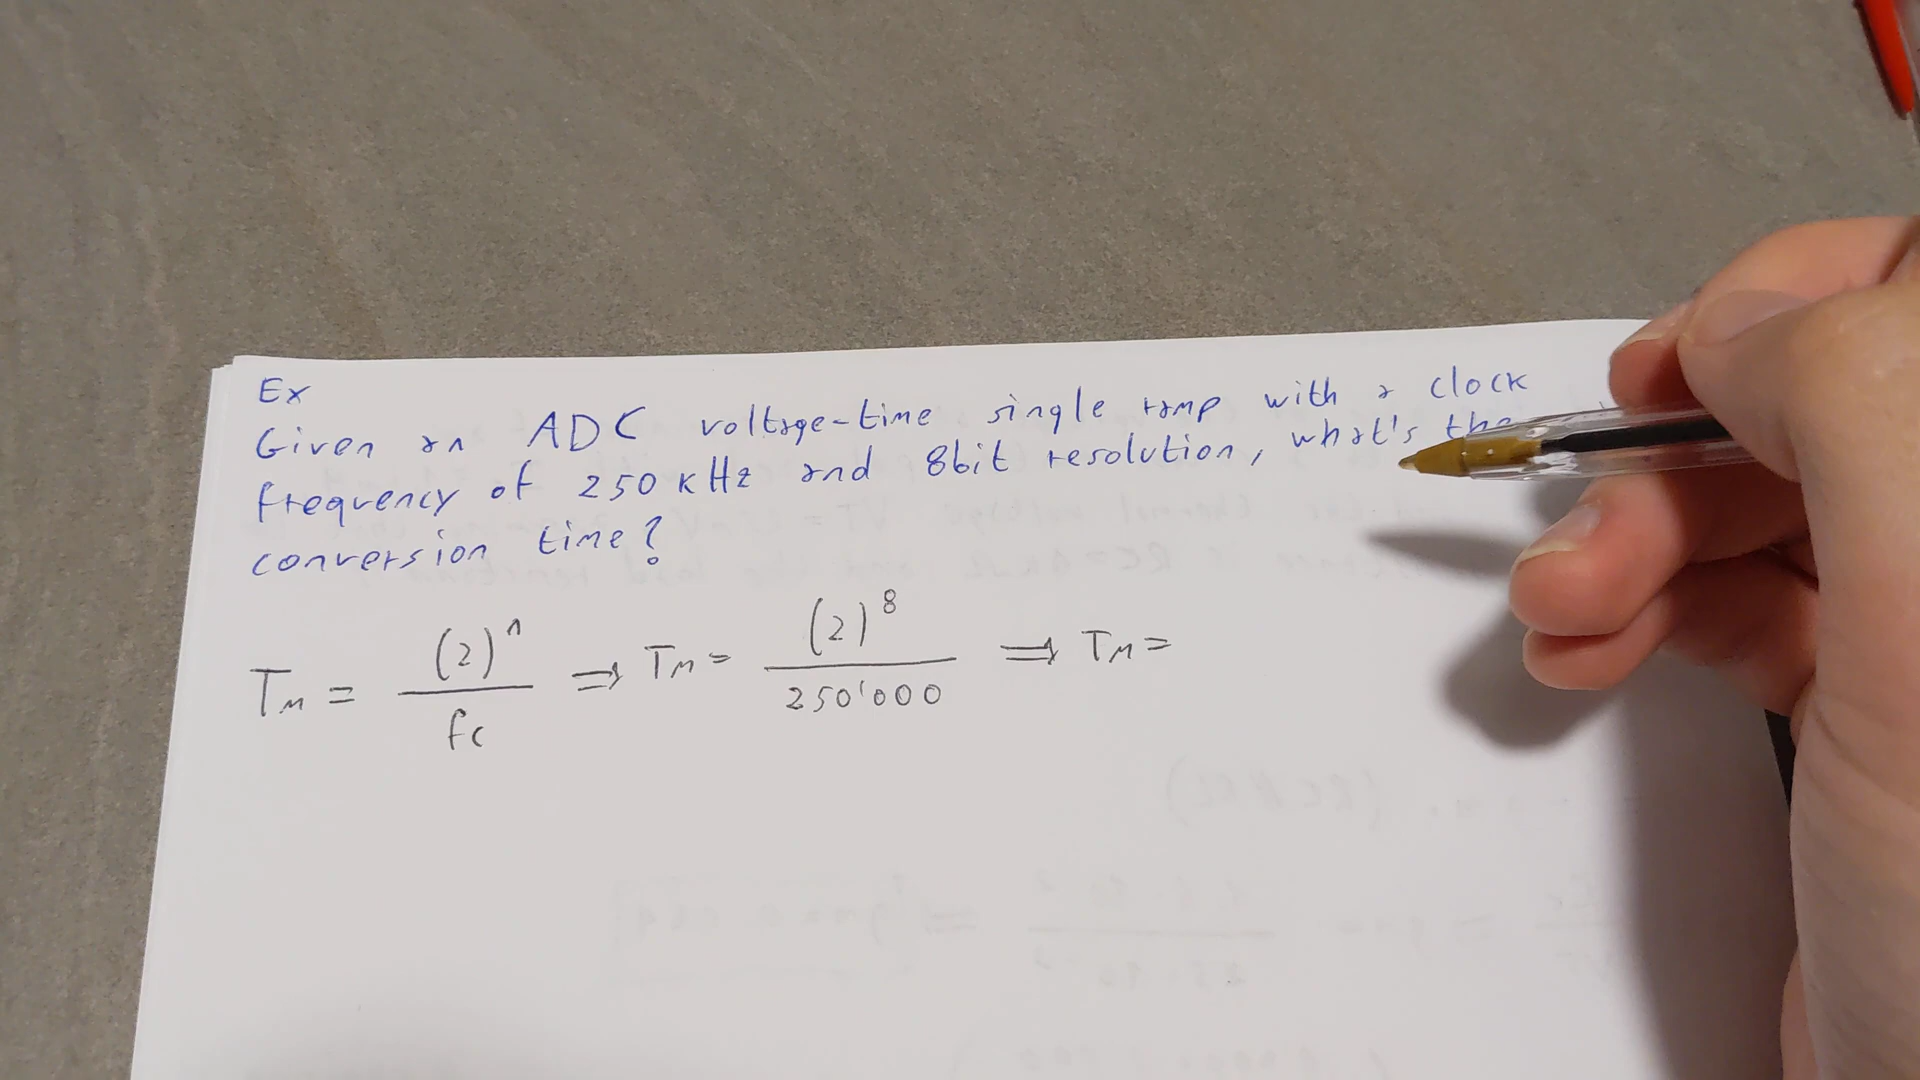 Ex
Given an ADC voltage-time single ramp with a clock
frequency of 250 kHz and 8bit resolution, what's the
conversion time?
TM = (2)^n / fc ⇒ TM = (2)^8 / 250'000 ⇒ TM =